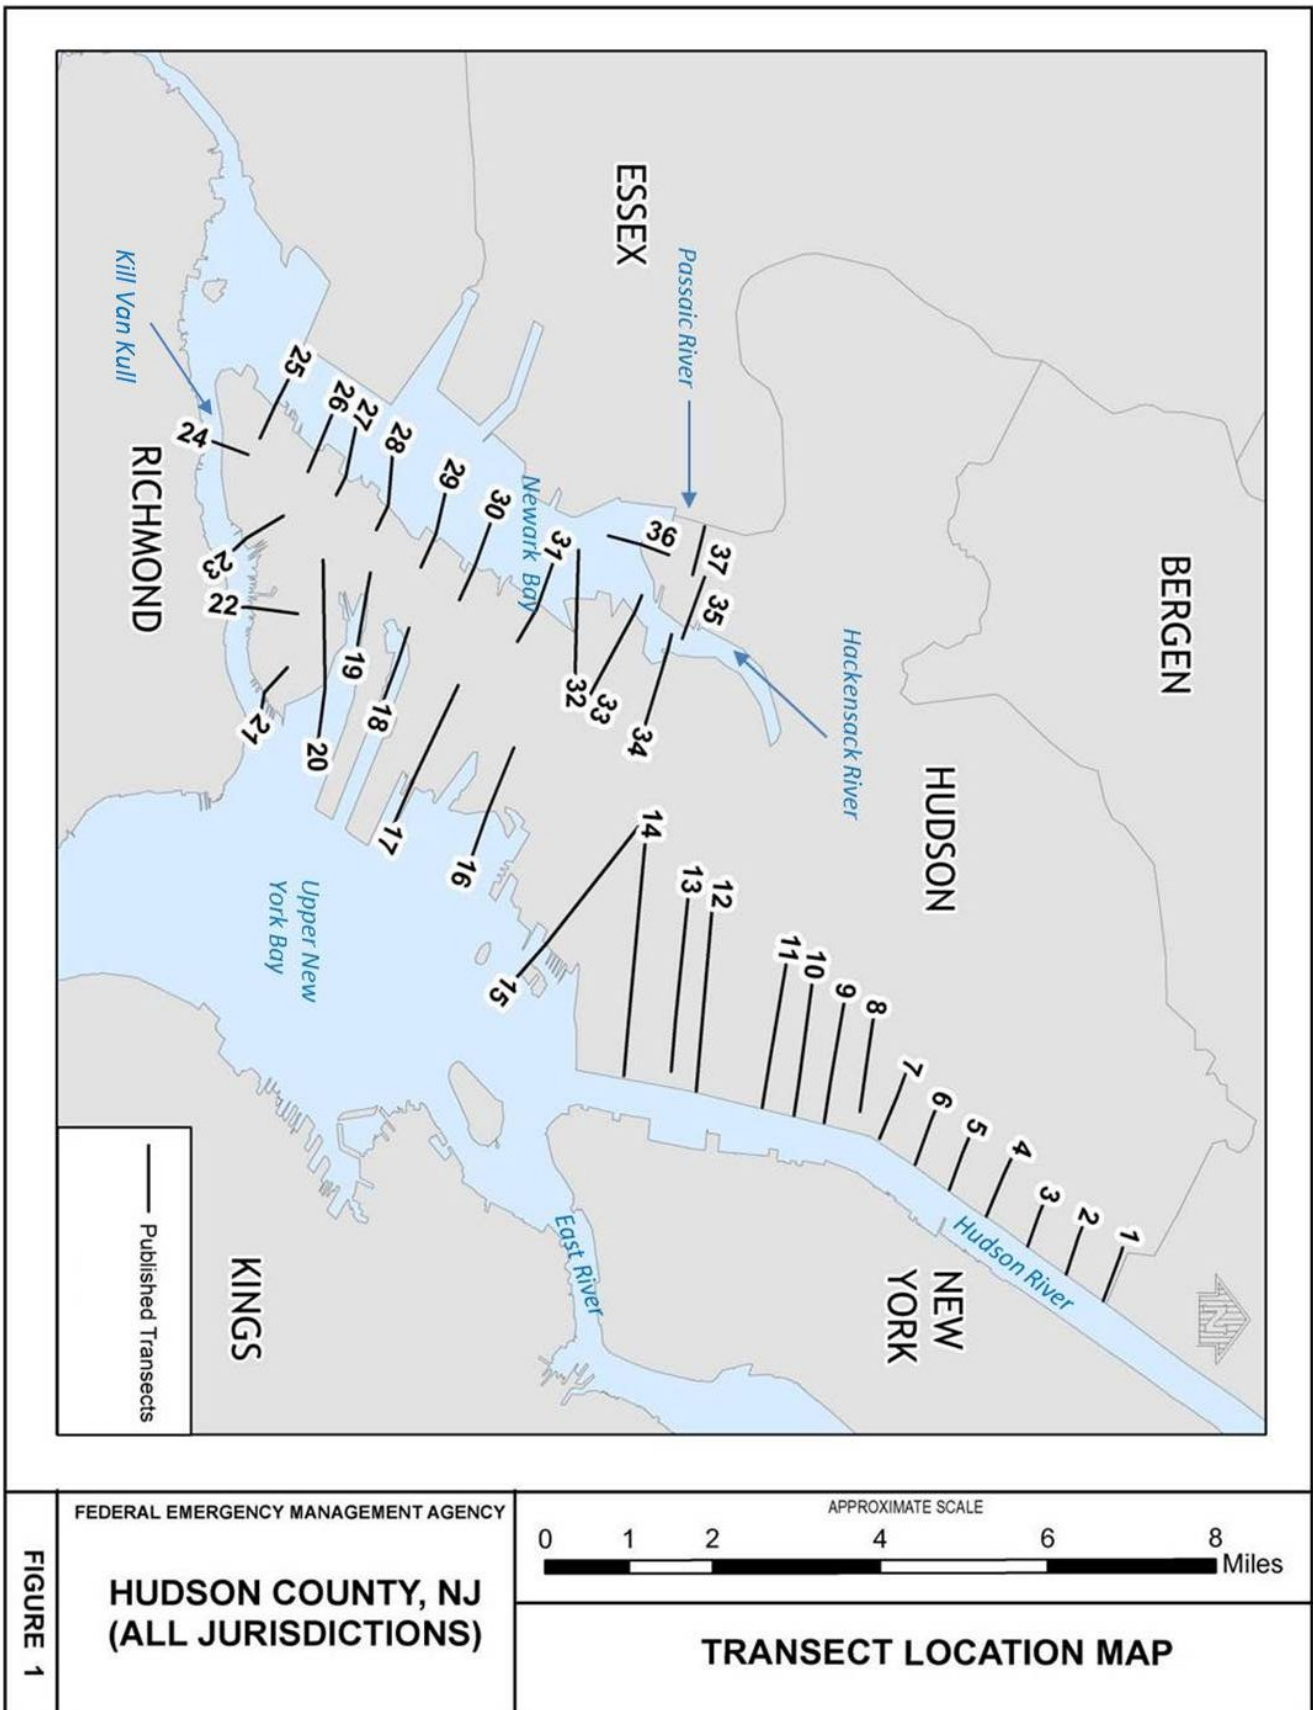 ESSEX
Passaic River
BERGEN
Kill Van Kull
RICHMOND
Newark Bay
Hackensack River
HUDSON
Upper New
York Bay
KINGS
East River
Hudson River
NEW
YORK
N
1
2
3
4
5
6
7
8
9
10
11
12
13
14
15
16
17
18
19
20
21
22
23
24
25
26
27
28
29
30
31
32
33
34
35
36
37
Published Transects
FIGURE 1
FEDERAL EMERGENCY MANAGEMENT AGENCY
HUDSON COUNTY, NJ
(ALL JURISDICTIONS)
APPROXIMATE SCALE
0 1 2 4 6 8
Miles
TRANSECT LOCATION MAP